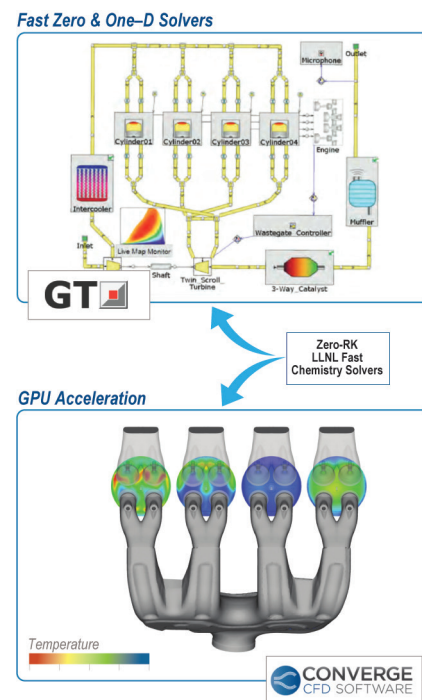 Fast Zero & One–D Solvers
Microphone
Outlet
Cylinder01
Cylinder02
Cylinder03
Cylinder04
Engine
Intercooler
Muffler
Wastegate_Controller
Inlet
Live Map Monitor
Shaft
Twin_Scroll_
Turbine
3-Way_Catalyst
GT
Zero-RK
LLNL Fast
Chemistry Solvers
GPU Acceleration
Temperature
CONVERGE
CFD SOFTWARE